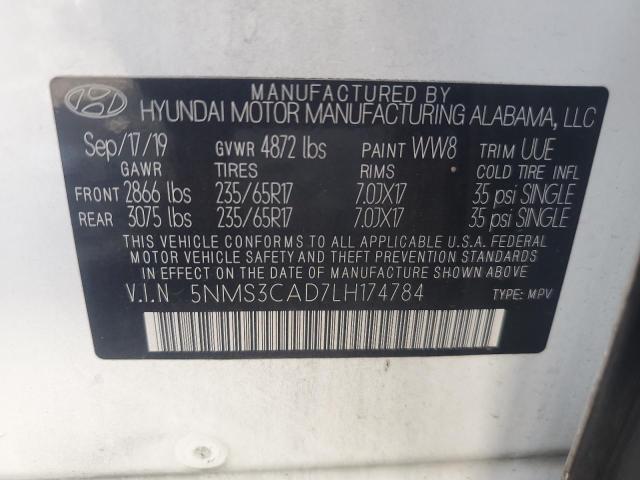 MANUFACTURED BY
HYUNDAI MOTOR MANUFACTURING ALABAMA, LLC
Sep/17/19 GVWR 4872 lbs PAINT WW8 TRIM UUE
GAWR TIRES RIMS COLD TIRE INFL
FRONT 2866 lbs 235/65R17 7.0JX17 35 psi SINGLE
REAR 3075 lbs 235/65R17 7.0JX17 35 psi SINGLE
THIS VEHICLE CONFORMS TO ALL APPLICABLE U.S.A. FEDERAL
MOTOR VEHICLE SAFETY AND THEFT PREVENTION STANDARDS
IN EFFECT ON THE DATE OF MANUFACTURE SHOWN ABOVE.
V.I.N 5NMS3CAD7LH174784 TYPE: MPV